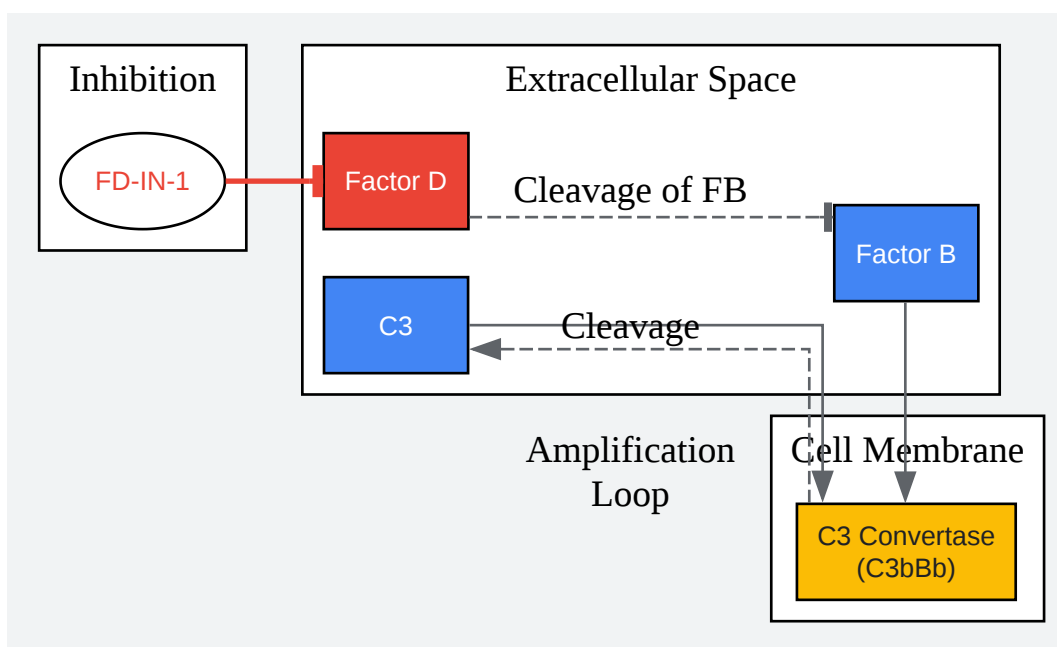 Inhibition
Extracellular Space
FD-IN-1
Factor D
Cleavage of FB
Factor B
C3
Cleavage
Amplification
Loop
Cell Membrane
C3 Convertase
(C3bBb)